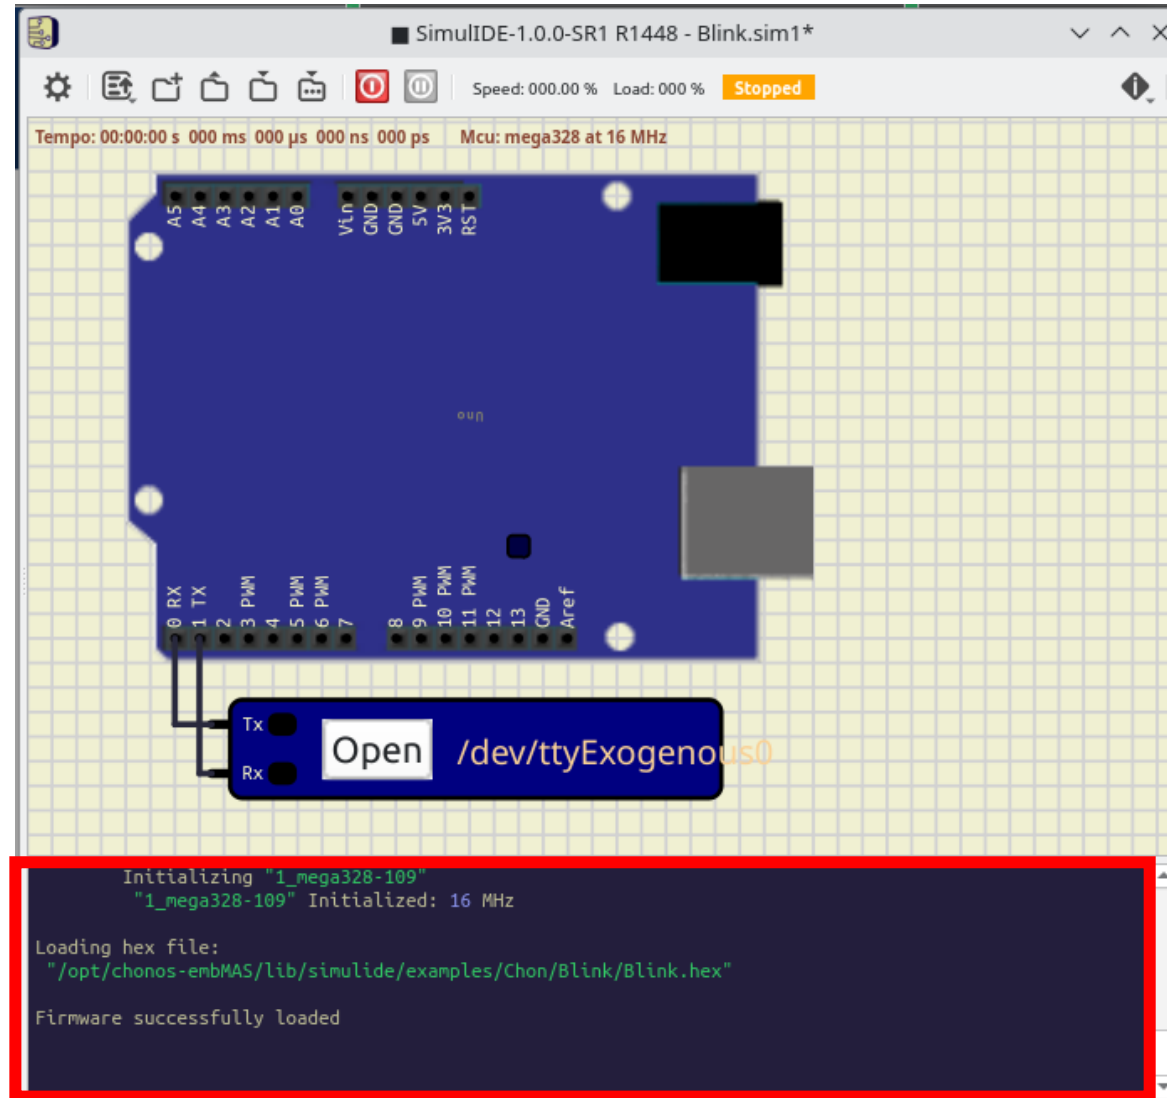 SimulIDE-1.0.0-SR1 R1448 - Blink.sim1*
Speed: 000.00 % Load: 000 % Stopped
Tempo: 00:00:00 s 000 ms 000 µs 000 ns 000 ps Mcu: mega328 at 16 MHz
A5 A4 A3 A2 A1 A0 Vin GND GND 5V 3V3 RST
Uno
0 RX 1 TX 2 3 PWM 4 5 PWM 6 PWM 7 8 9 PWM 10 PWM 11 PWM 12 13 GND Aref
Tx
Open /dev/ttyExogenous0
Rx
Initializing "1_mega328-109"
"1_mega328-109" Initialized: 16 MHz
Loading hex file:
"/opt/chonos-embMAS/lib/simulide/examples/Chon/Blink/Blink.hex"
Firmware successfully loaded